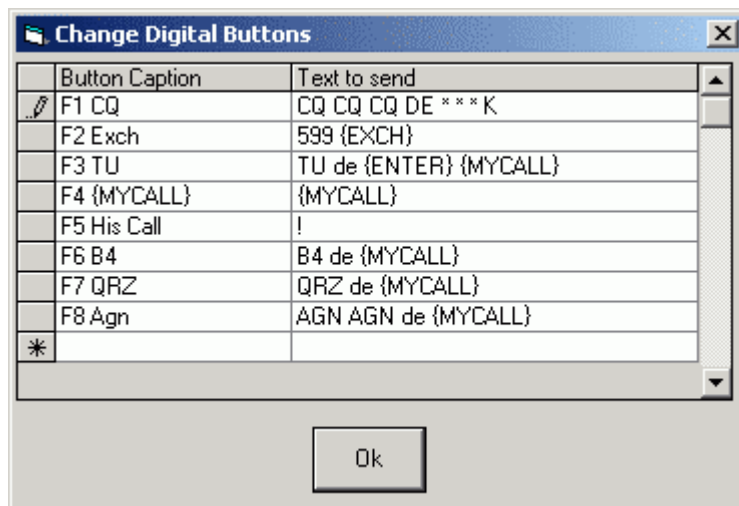 Change Digital Buttons
Button Caption Text to send
F1 CQ CQ CQ CQ DE * * * K
F2 Exch 599 {EXCH}
F3 TU TU de {ENTER} {MYCALL}
F4 {MYCALL} {MYCALL}
F5 His Call !
F6 B4 B4 de {MYCALL}
F7 QRZ QRZ de {MYCALL}
F8 Agn AGN AGN de {MYCALL}
Ok